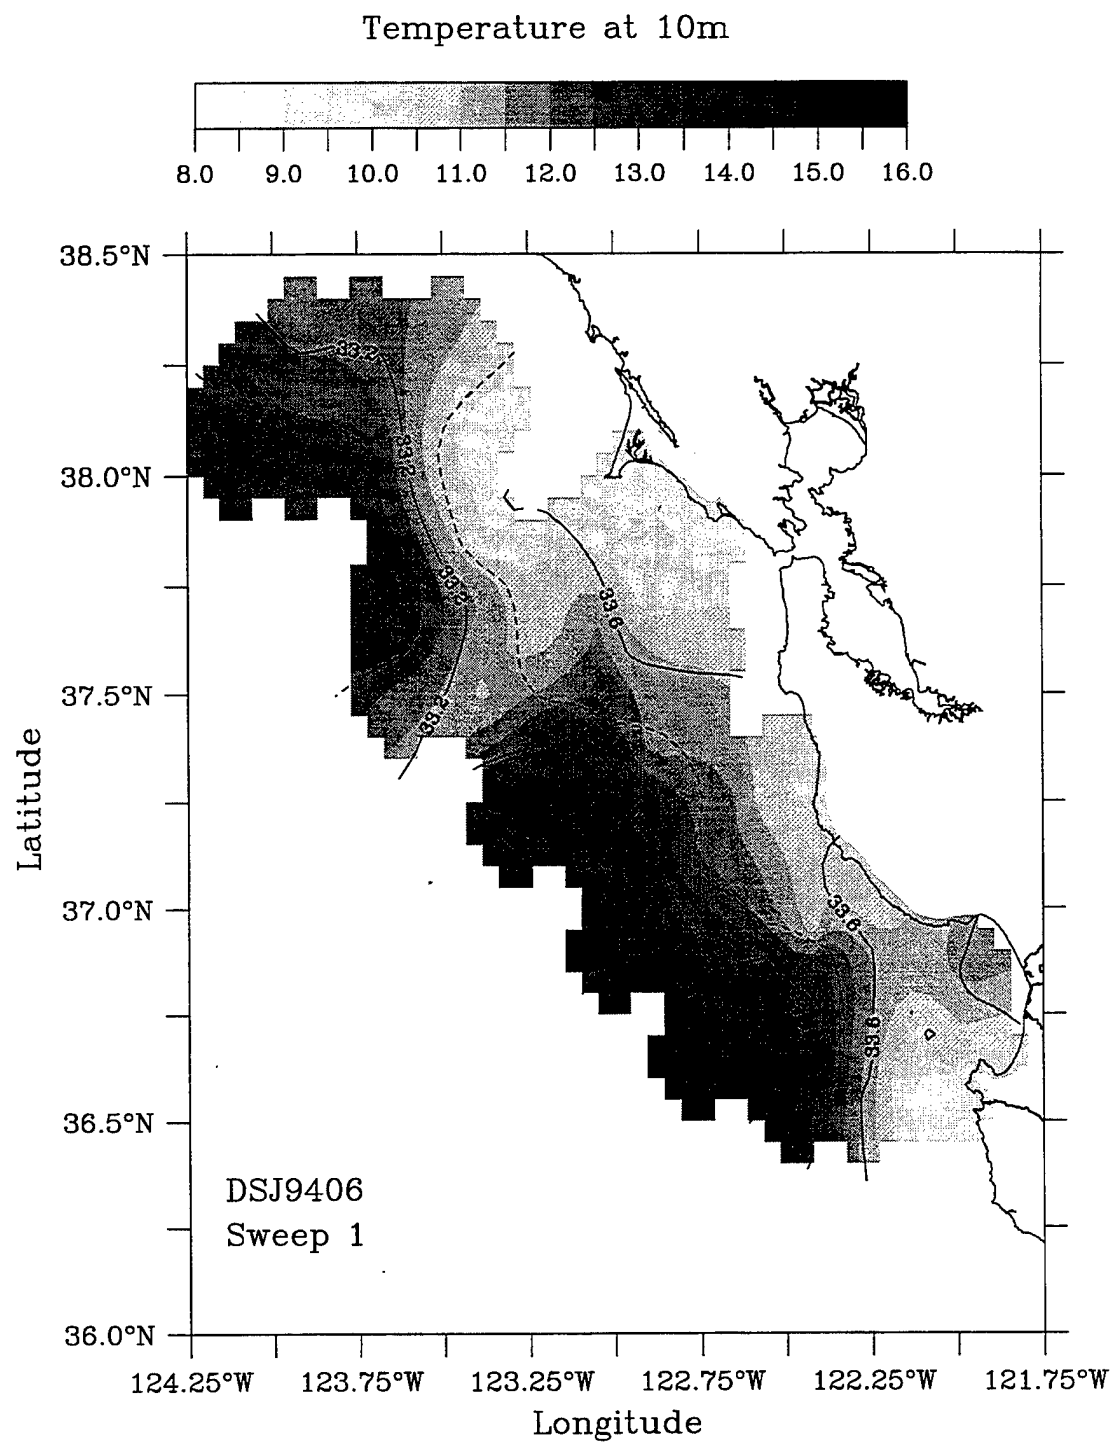 Temperature at 10m
8.0 9.0 10.0 11.0 12.0 13.0 14.0 15.0 16.0
38.5°N
33.2
33.2
38.0°N
33.2
33.6
37.5°N
33.2
Latitude
37.0°N
33.6
33.6
36.5°N
DSJ9406
Sweep 1
36.0°N
124.25°W 123.75°W 123.25°W 122.75°W 122.25°W 121.75°W
Longitude